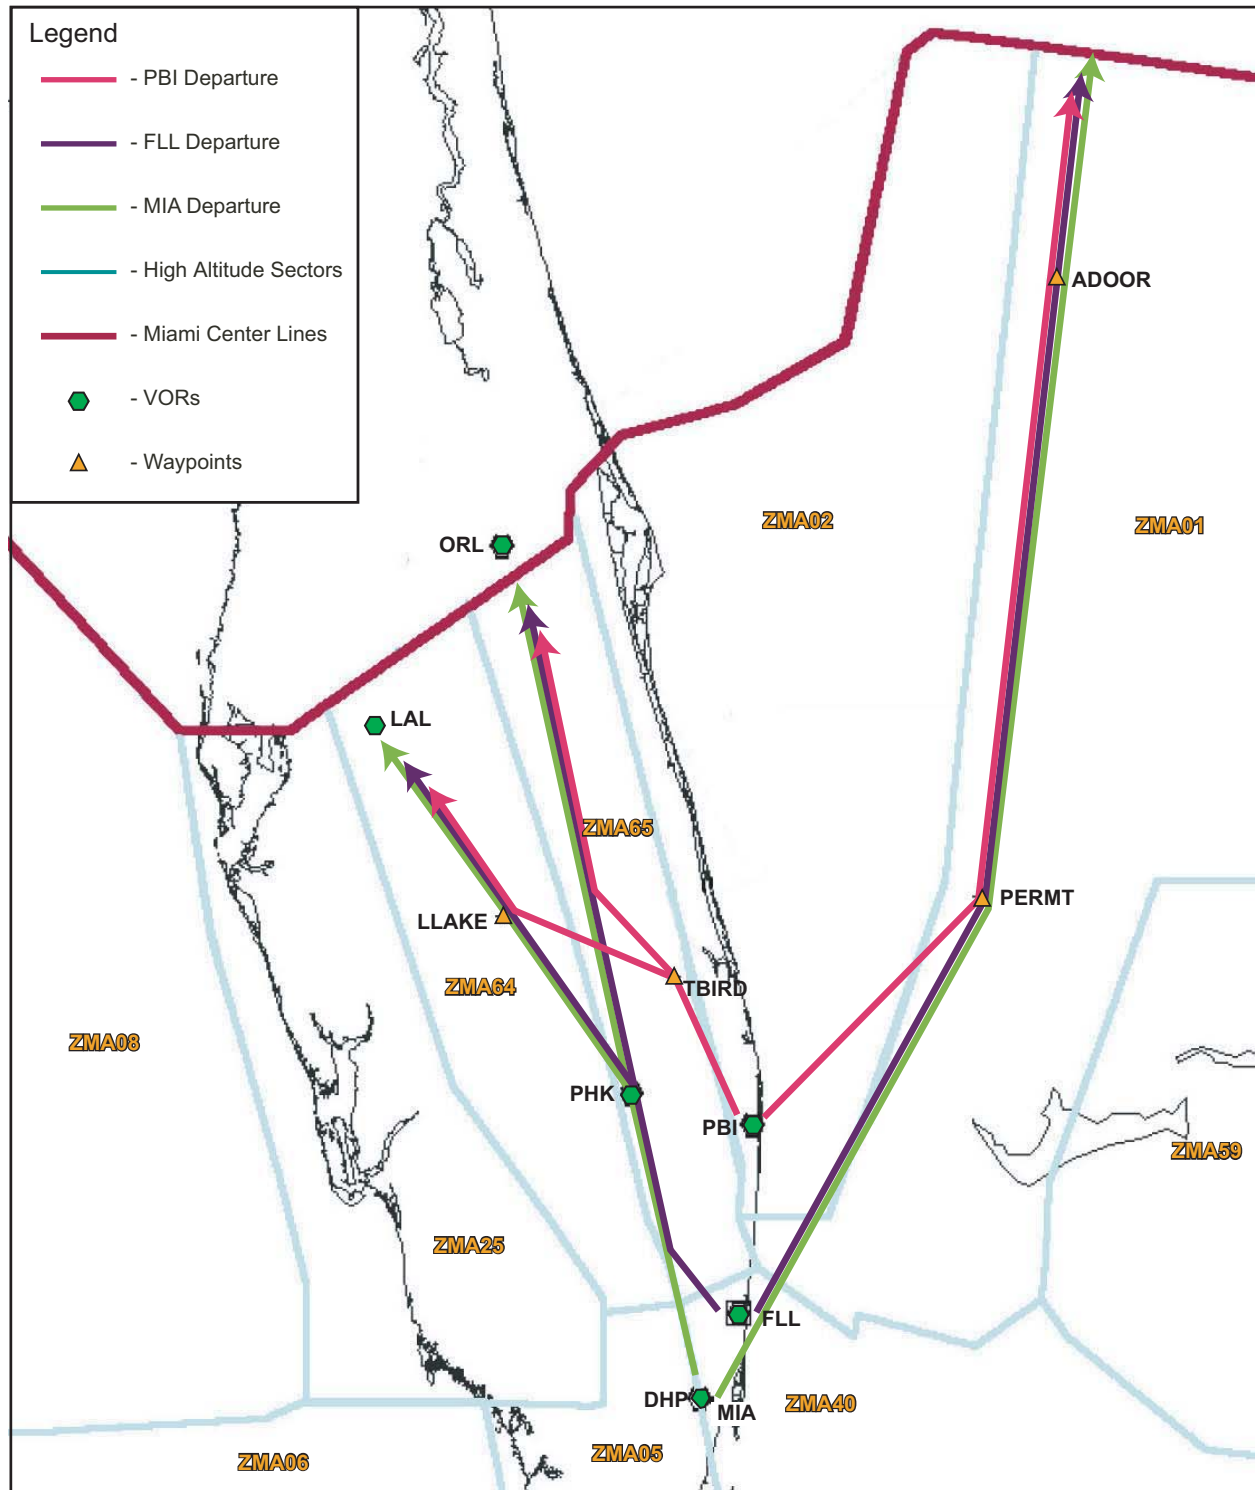 Legend
- PBI Departure
- FLL Departure
- MIA Departure
- High Altitude Sectors
- Miami Center Lines
- VORs
- Waypoints
ADOOR
ZMA02
ZMA01
ORL
LAL
ZMA65
PERMT
LLAKE
TBIRD
ZMA64
ZMA08
PHK
PBI
ZMA59
ZMA25
FLL
DHP
MIA
ZMA40
ZMA05
ZMA06